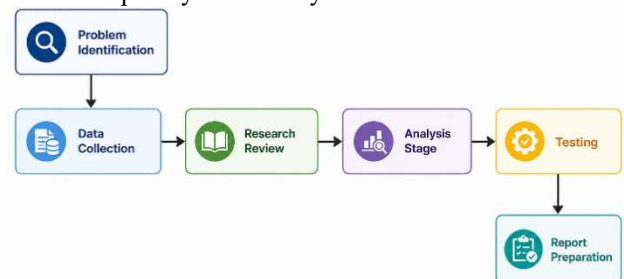 Problem
Identification
Data
Collection
Research
Review
Analysis
Stage
Testing
Report
Preparation